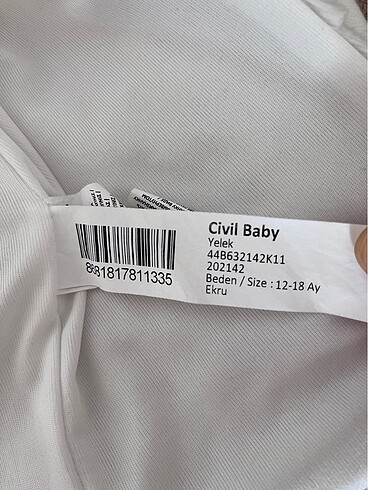 Civil Baby
Yelek
44B632142K11
202142
Beden / Size : 12-18 Ay
Ekru
8681817811335